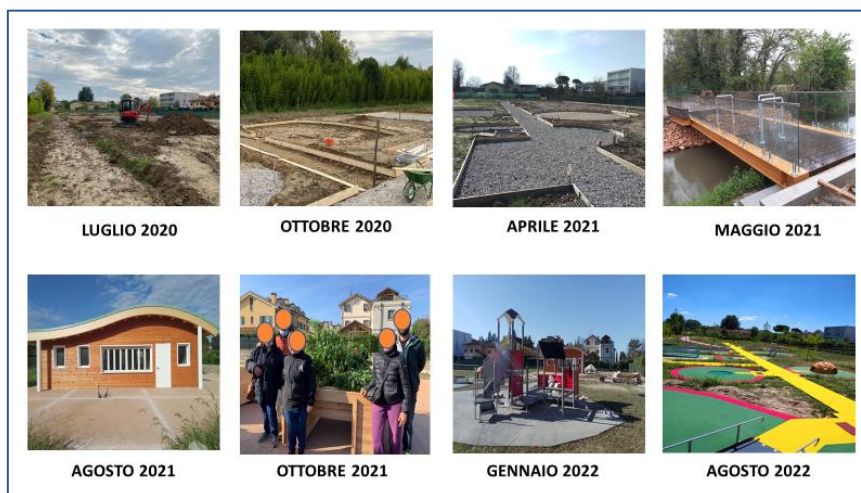 LUGLIO 2020
OTTOBRE 2020
APRILE 2021
MAGGIO 2021
AGOSTO 2021
OTTOBRE 2021
GENNAIO 2022
AGOSTO 2022